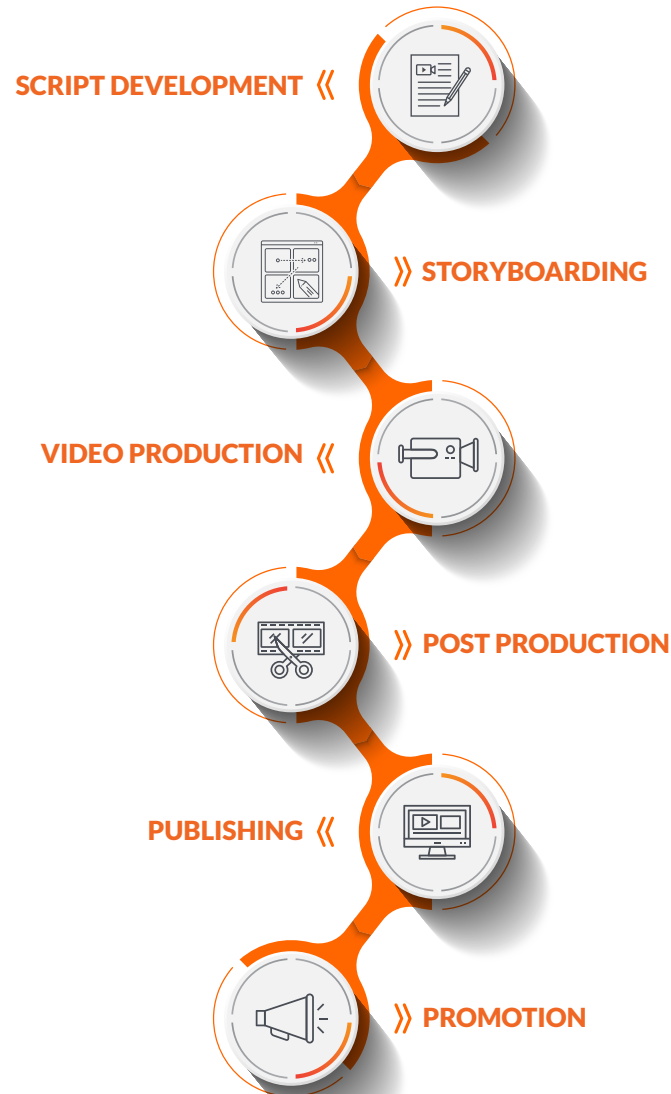 SCRIPT DEVELOPMENT
STORYBOARDING
VIDEO PRODUCTION
POST PRODUCTION
PUBLISHING
PROMOTION